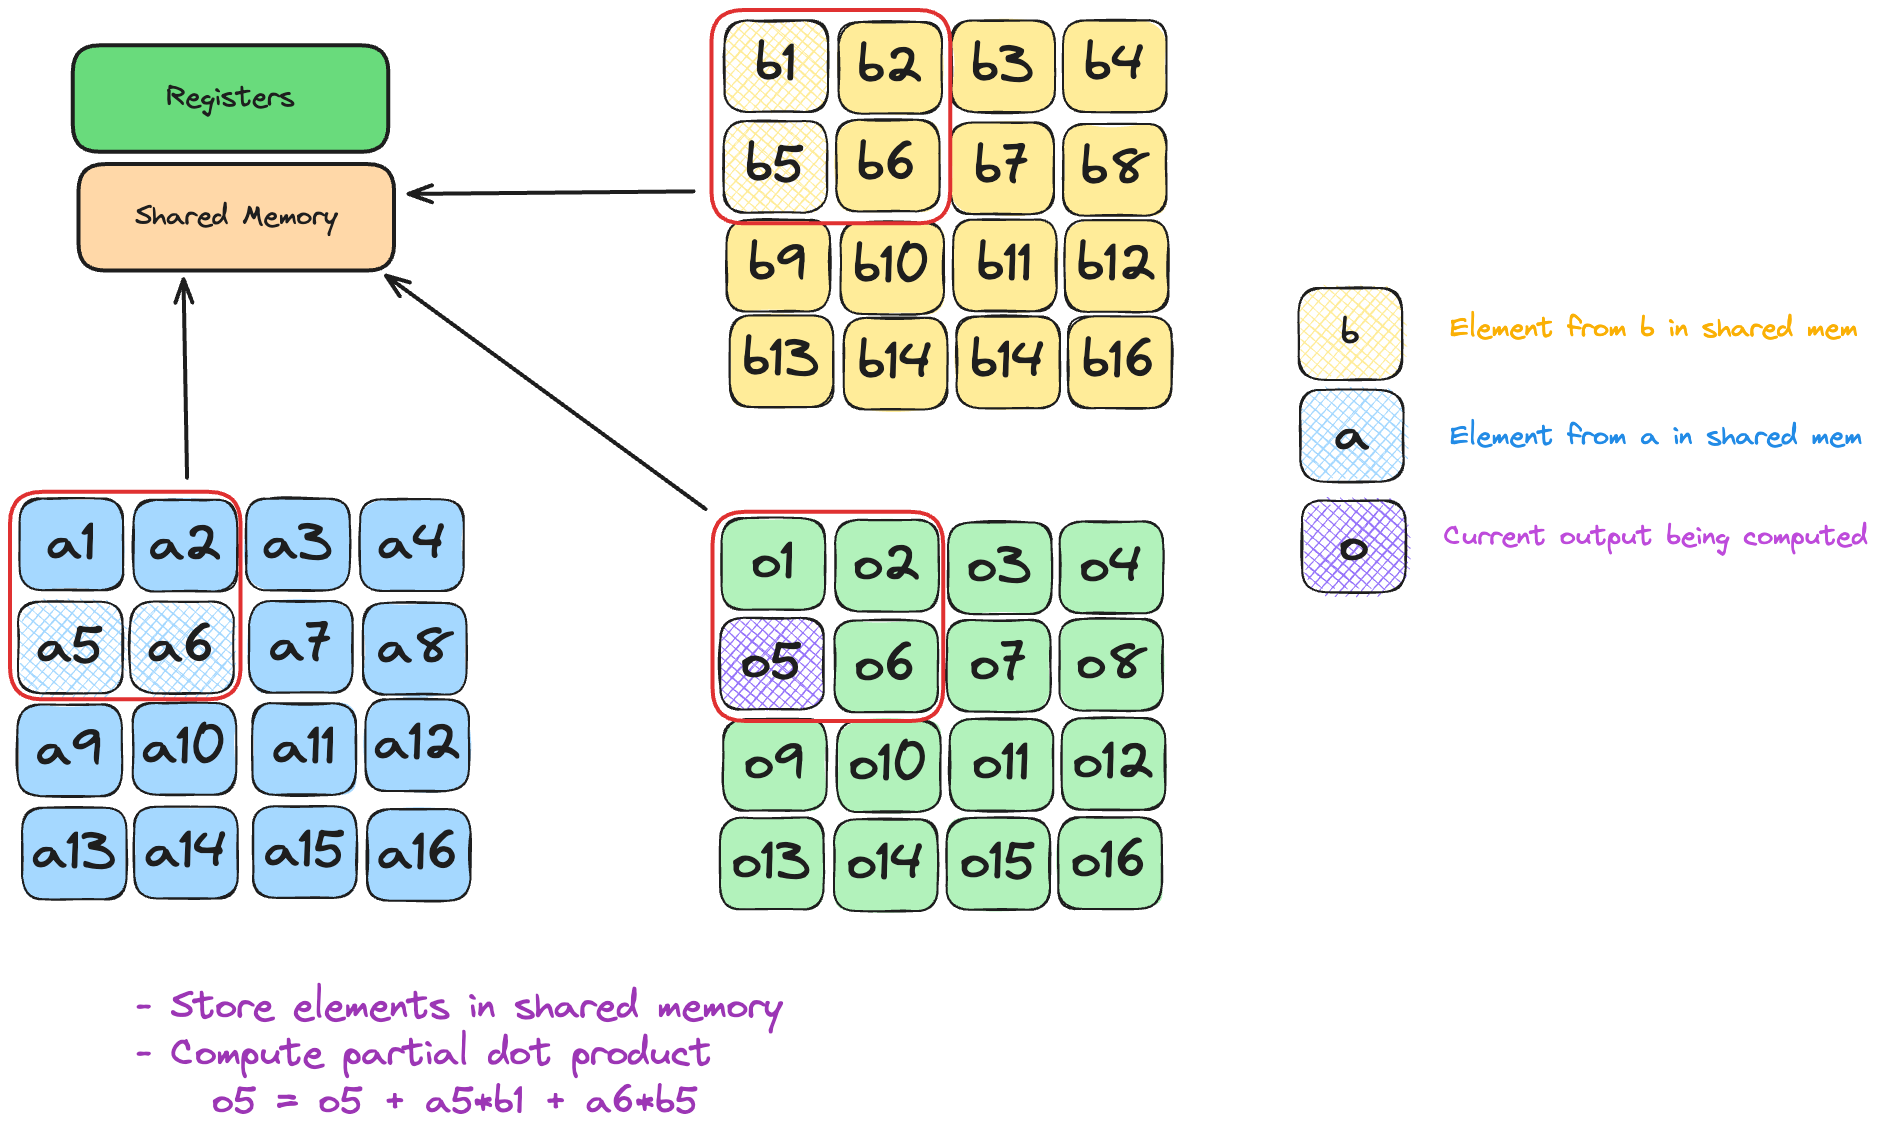 Registers
Shared Memory
b1 b2 b3 b4
b5 b6 b7 b8
b9 b10 b11 b12
b13 b14 b14 b16
b Element from b in shared mem
a Element from a in shared mem
o Current output being computed
a1 a2 a3 a4
a5 a6 a7 a8
a9 a10 a11 a12
a13 a14 a15 a16
o1 o2 o3 o4
o5 o6 o7 o8
o9 o10 o11 o12
o13 o14 o15 o16
- Store elements in shared memory
- Compute partial dot product
o5 = o5 + a5*b1 + a6*b5